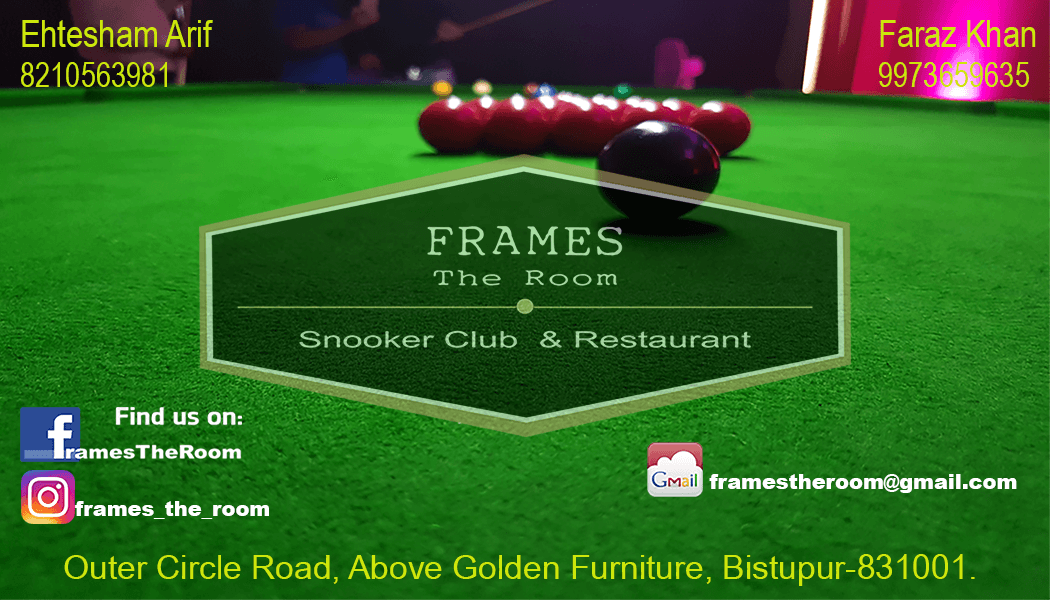 Ehtesham Arif
8210563981
Faraz Khan
9973659635
FRAMES
The Room
Snooker Club & Restaurant
Find us on:
framesTheRoom
frames_the_room
Gmail
framestheroom@gmail.com
Outer Circle Road, Above Golden Furniture, Bistupur-831001.